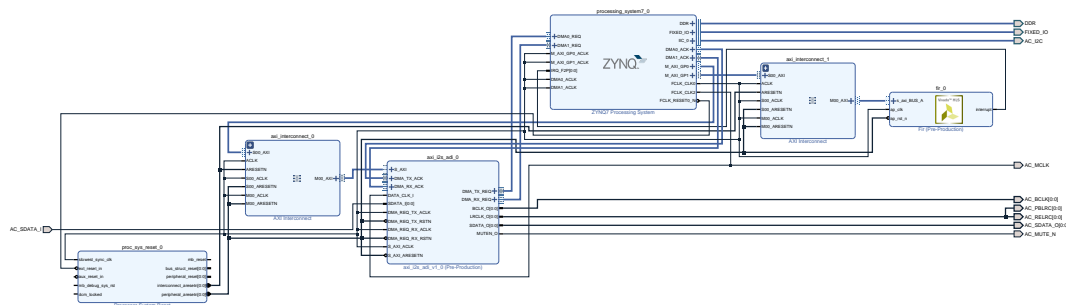 processing_system7_0
DDR
FIXED_IO
IIC_0
DMA0_ACK
DMA1_ACK
M_AXI_GP0
M_AXI_GP1
FCLK_CLK0
FCLK_CLK2
FCLK_RESET0_N
DMA0_REQ
DMA1_REQ
M_AXI_GP0_ACLK
M_AXI_GP1_ACLK
IRQ_F2P[0:0]
DMA0_ACLK
DMA1_ACLK
ZYNQ
ZYNQ7 Processing System
DDR
FIXED_IO
AC_I2C
axi_interconnect_1
S00_AXI
ACLK
ARESETN
S00_ACLK
S00_ARESETN
M00_ACLK
M00_ARESETN
M00_AXI
AXI Interconnect
fir_0
s_axi_BUS_A
ap_clk
ap_rst_n
interrupt
Fir (Pre-Production)
axi_interconnect_0
S00_AXI
ACLK
ARESETN
S00_ACLK
S00_ARESETN
M00_ACLK
M00_ARESETN
M00_AXI
AXI Interconnect
axi_i2s_adi_0
S_AXI
DMA_TX_ACK
DMA_RX_ACK
DATA_CLK_I
SDATA_I[0:0]
DMA_REQ_TX_ACLK
DMA_REQ_TX_RSTN
DMA_REQ_RX_ACLK
DMA_REQ_RX_RSTN
S_AXI_ACLK
S_AXI_ARESETN
DMA_TX_REQ
DMA_RX_REQ
BCLK_O[0:0]
LRCLK_O[0:0]
SDATA_O[0:0]
MUTEN_O
axi_i2s_adi_v1_0 (Pre-Production)
AC_MCLK
AC_BCLK[0:0]
AC_PBLRC[0:0]
AC_RELRC[0:0]
AC_SDATA_O[0:0]
AC_MUTE_N
AC_SDATA_I
proc_sys_reset_0
slowest_sync_clk
ext_reset_in
aux_reset_in
mb_debug_sys_rst
dcm_locked
mb_reset
bus_struct_reset[0:0]
peripheral_reset[0:0]
interconnect_aresetn[0:0]
peripheral_aresetn[0:0]